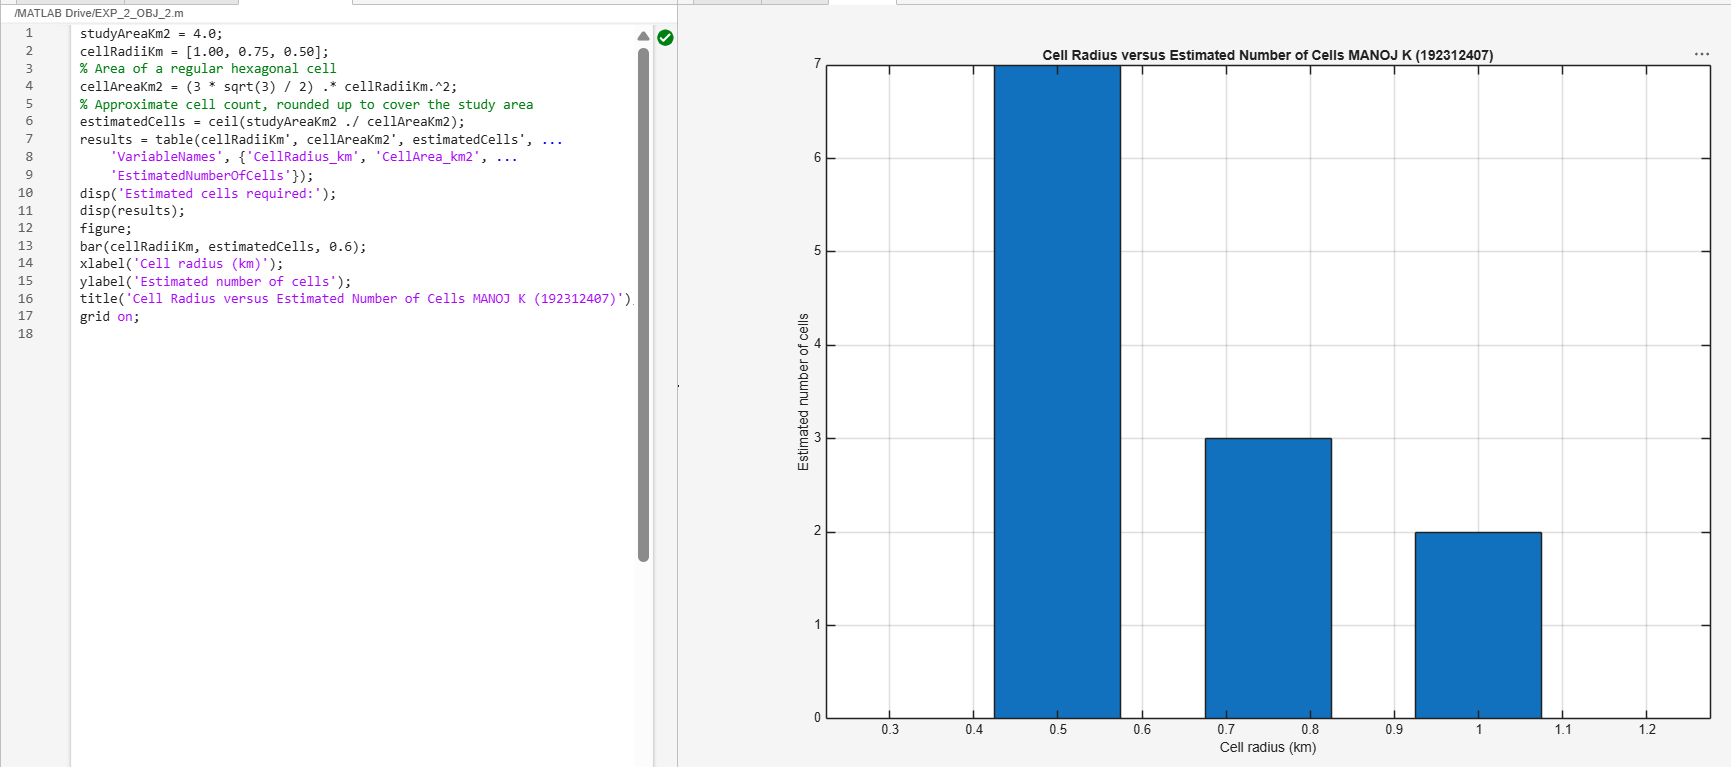 /MATLAB Drive/EXP_2_OBJ_2.m
1 studyAreaKm2 = 4.0;
2 cellRadiiKm = [1.00, 0.75, 0.50];
3 % Area of a regular hexagonal cell
4 cellAreaKm2 = (3 * sqrt(3) / 2) .* cellRadiiKm.^2;
5 % Approximate cell count, rounded up to cover the study area
6 estimatedCells = ceil(studyAreaKm2 ./ cellAreaKm2);
7 results = table(cellRadiiKm', cellAreaKm2', estimatedCells', ...
8 'VariableNames', {'CellRadius_km', 'CellArea_km2', ...
9 'EstimatedNumberOfCells'});
10 disp('Estimated cells required:');
11 disp(results);
12 figure;
13 bar(cellRadiiKm, estimatedCells, 0.6);
14 xlabel('Cell radius (km)');
15 ylabel('Estimated number of cells');
16 title('Cell Radius versus Estimated Number of Cells MANOJ K (192312407)')
17 grid on;
18
Cell Radius versus Estimated Number of Cells MANOJ K (192312407)
7
6
5
4
3
2
1
0
Estimated number of cells
0.3 0.4 0.5 0.6 0.7 0.8 0.9 1 1.1 1.2
Cell radius (km)